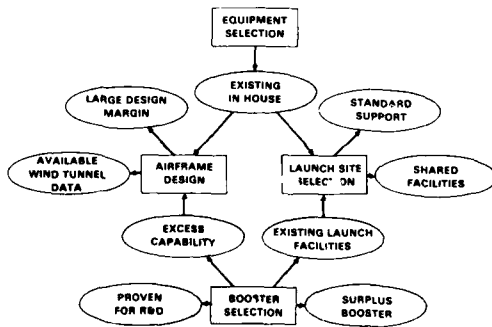 EQUIPMENT
SELECTION
EXISTING
IN HOUSE
LARGE DESIGN
MARGIN
STANDARD
SUPPORT
AVAILABLE
WIND TUNNEL
DATA
AIRFRAME
DESIGN
LAUNCH SITE
SELECTION
SHARED
FACILITIES
EXCESS
CAPABILITY
EXISTING LAUNCH
FACILITIES
PROVEN
FOR R&D
BOOSTER
SELECTION
SURPLUS
BOOSTER